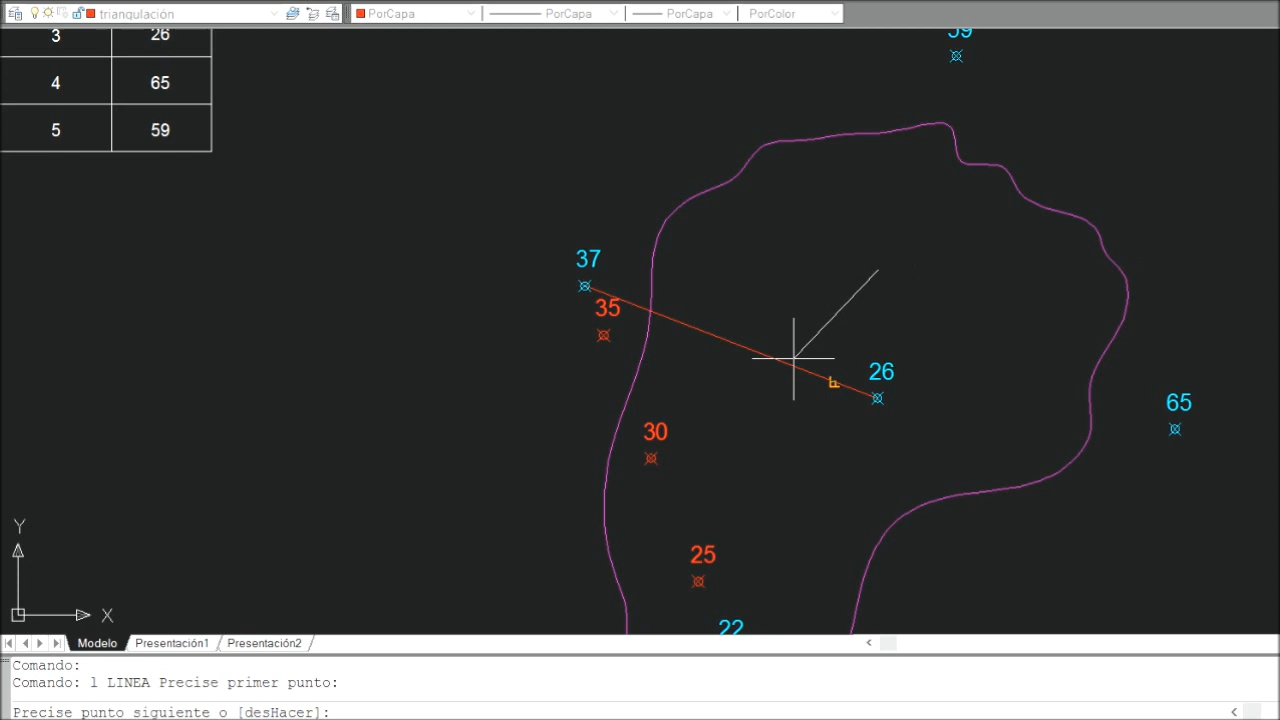 triangulación PorCapa PorCapa PorCapa PorColor
3 26
4 65
5 59
59
37
35
26
65
30
25
22
Y
X
Modelo Presentación1 Presentación2
Comando:
Comando: l LINEA Precise primer punto:
Precise punto siguiente o [desHacer]: